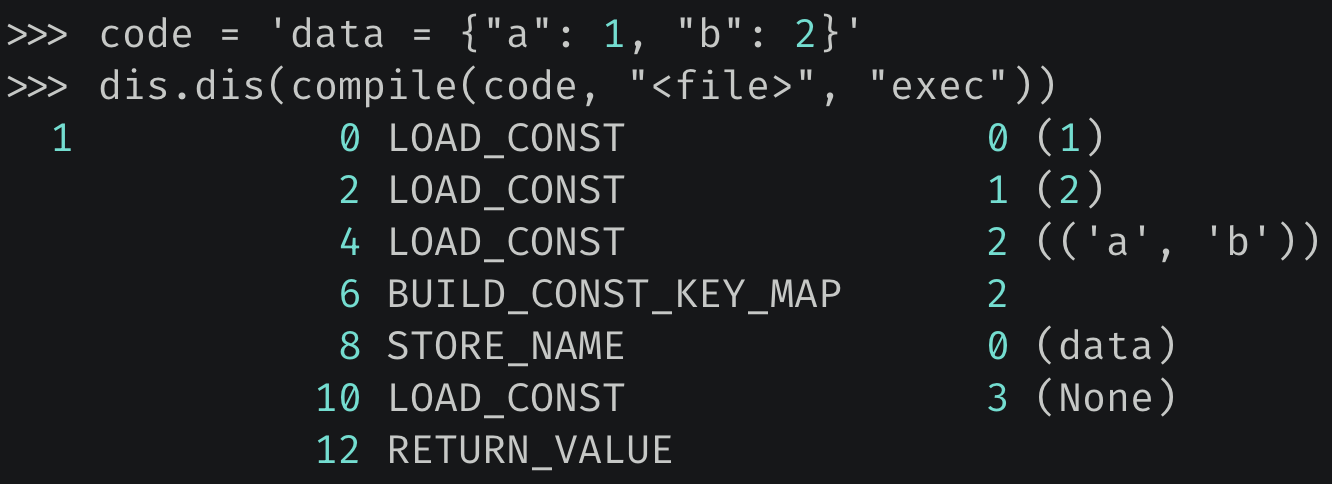 >>> code = 'data = {"a": 1, "b": 2}'
>>> dis.dis(compile(code, "<file>", "exec"))
  1           0 LOAD_CONST               0 (1)
              2 LOAD_CONST               1 (2)
              4 LOAD_CONST               2 (('a', 'b'))
              6 BUILD_CONST_KEY_MAP      2
              8 STORE_NAME               0 (data)
             10 LOAD_CONST               3 (None)
             12 RETURN_VALUE